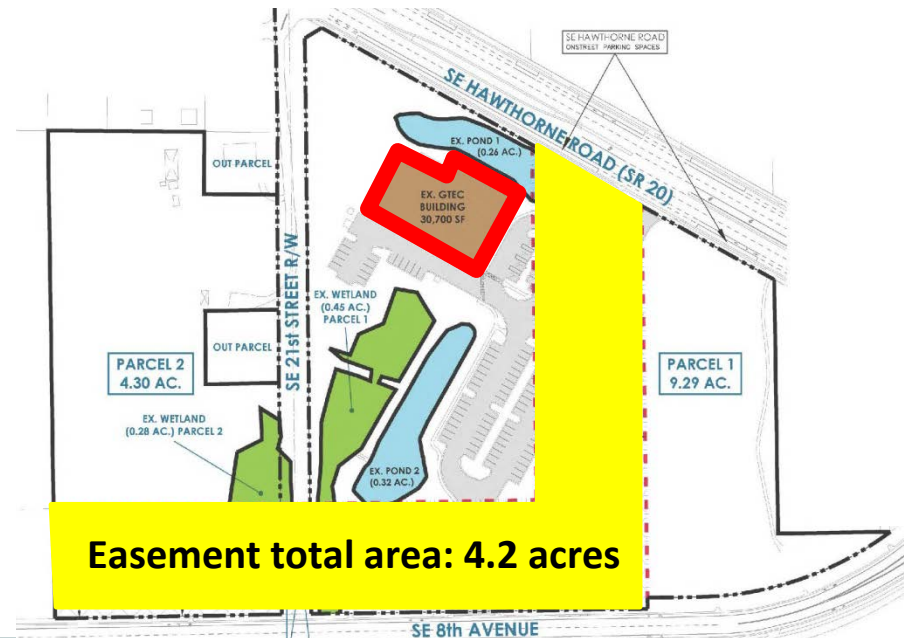 SE HAWTHORNE ROAD
ONSTREET PARKING SPACES
SE HAWTHORNE ROAD (SR 20)
EX. POND 1
(0.26 AC.)
OUT PARCEL
EX. GTEC
BUILDING
30,700 SF
SE 21st STREET R/W
EX. WETLAND
(0.45 AC.)
PARCEL 1
OUT PARCEL
PARCEL 2
4.30 AC.
PARCEL 1
9.29 AC.
EX. WETLAND
(0.28 AC.) PARCEL 2
EX. POND 2
(0.32 AC.)
Easement total area: 4.2 acres
SE 8th AVENUE